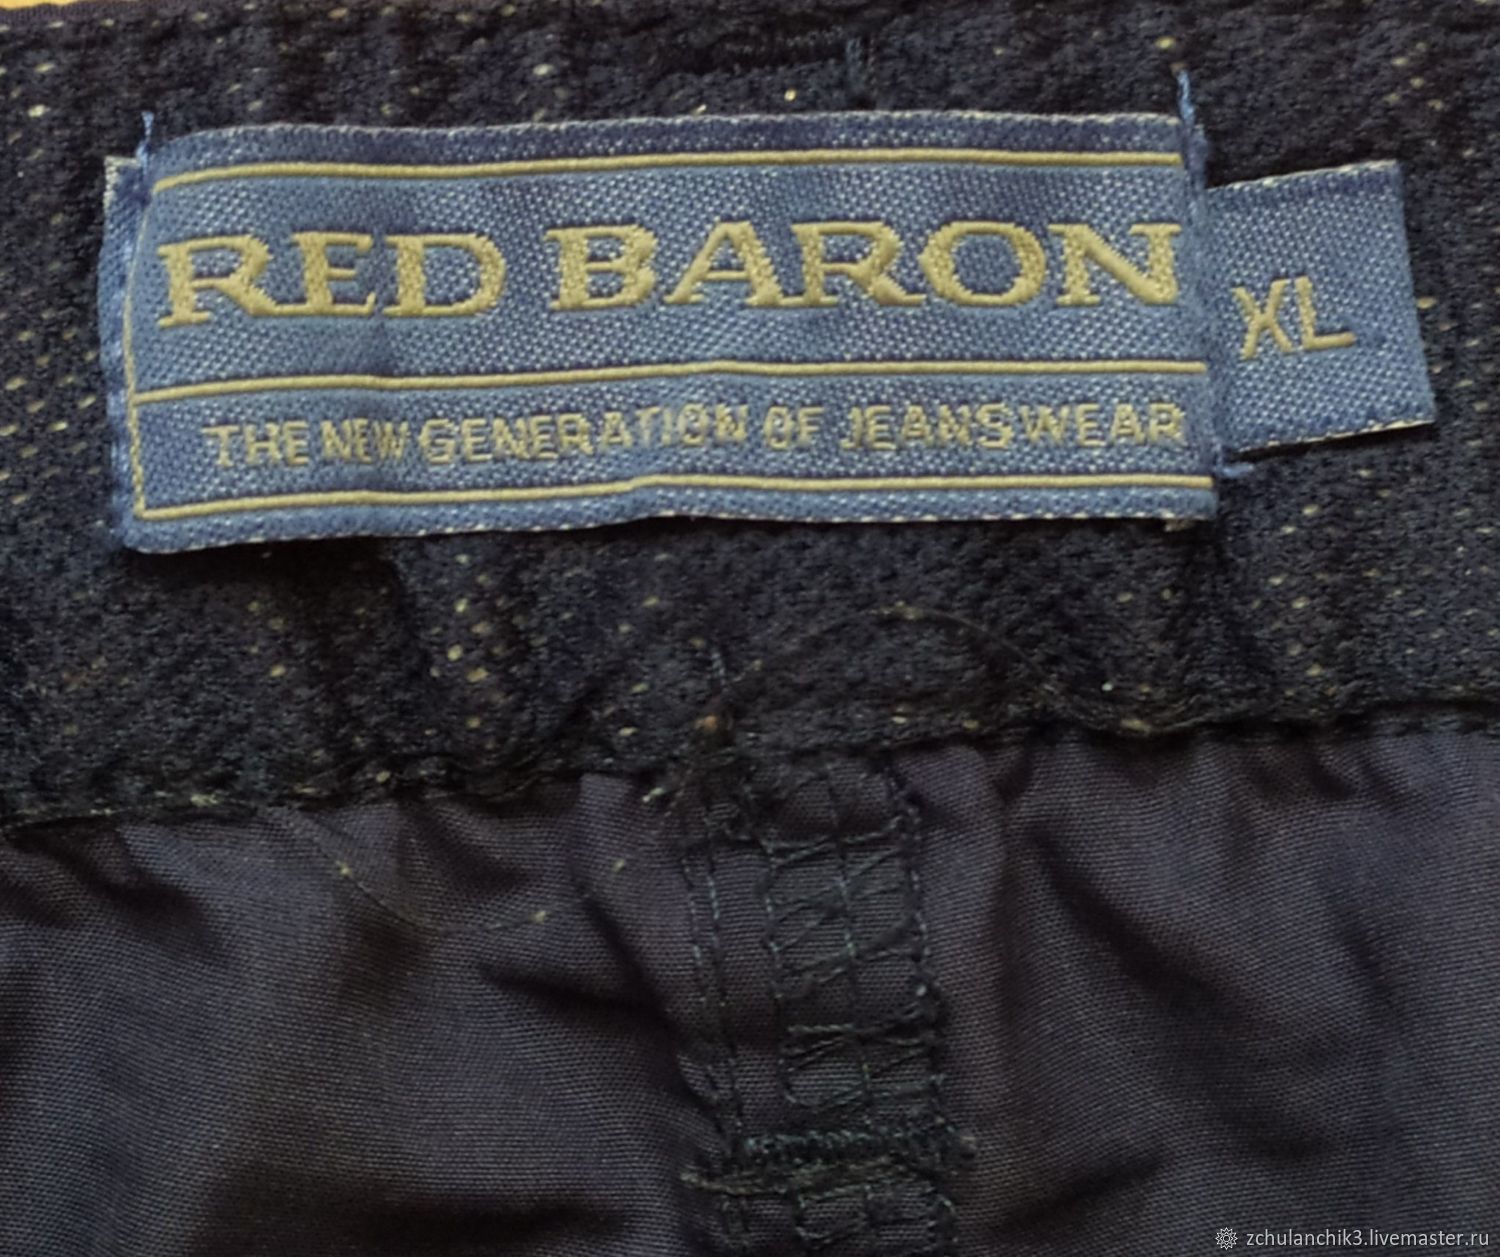 RED BARON
XL
THE NEW GENERATION OF JEANSWEAR
zchulanchik3.livemaster.ru